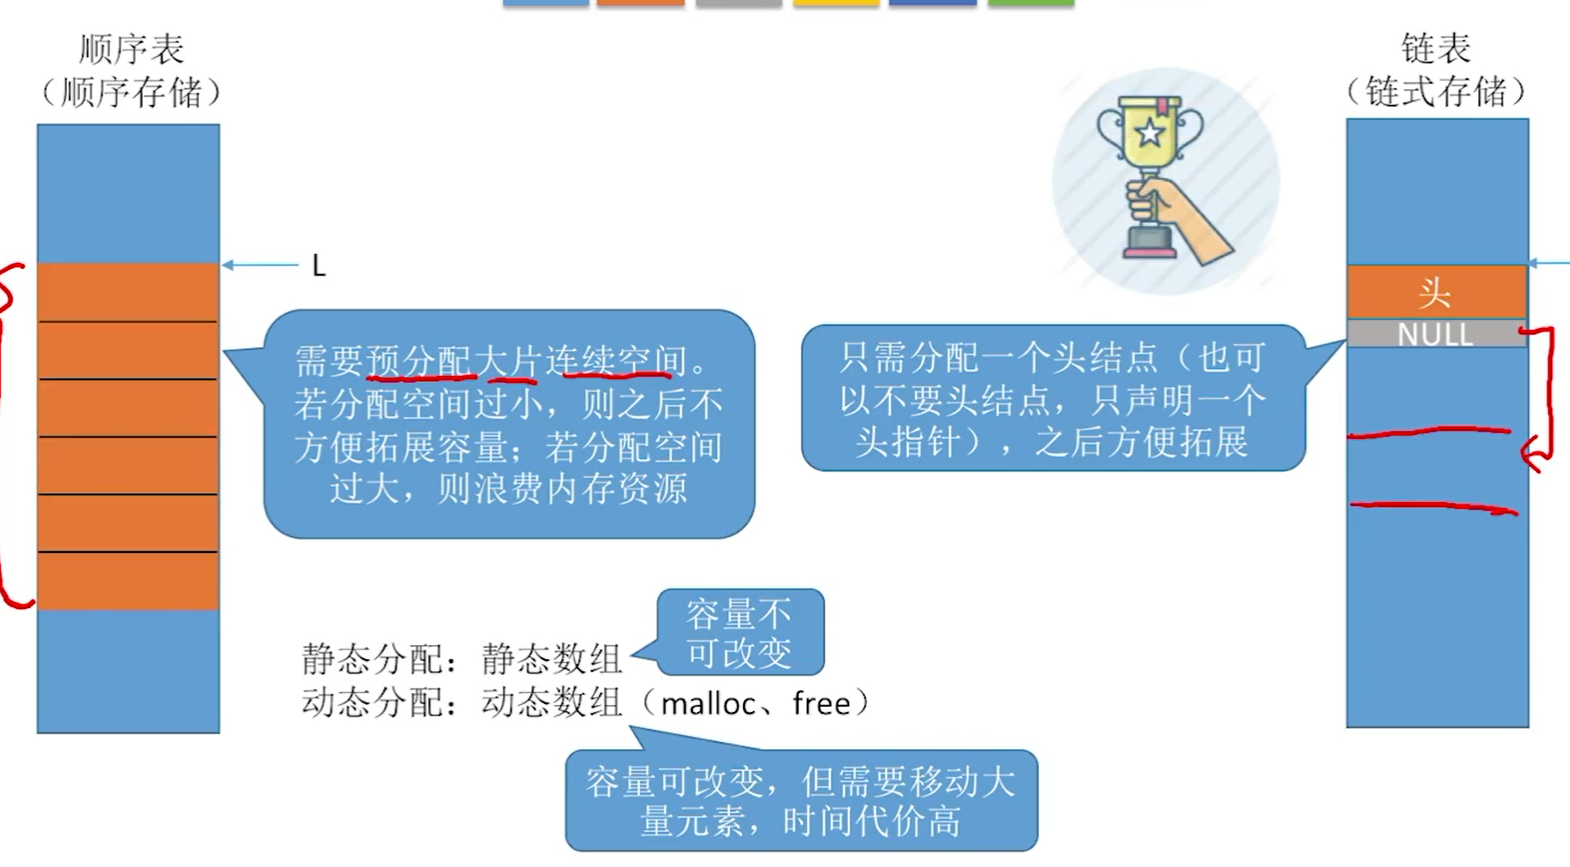 顺序表
（顺序存储）
链表
（链式存储）
L
头
NULL
需要预分配大片连续空间。
若分配空间过小，则之后不
方便拓展容量；若分配空间
过大，则浪费内存资源
只需分配一个头结点（也可
以不要头结点，只声明一个
头指针），之后方便拓展
容量不
可改变
静态分配：静态数组
动态分配：动态数组（malloc、free）
容量可改变，但需要移动大
量元素，时间代价高